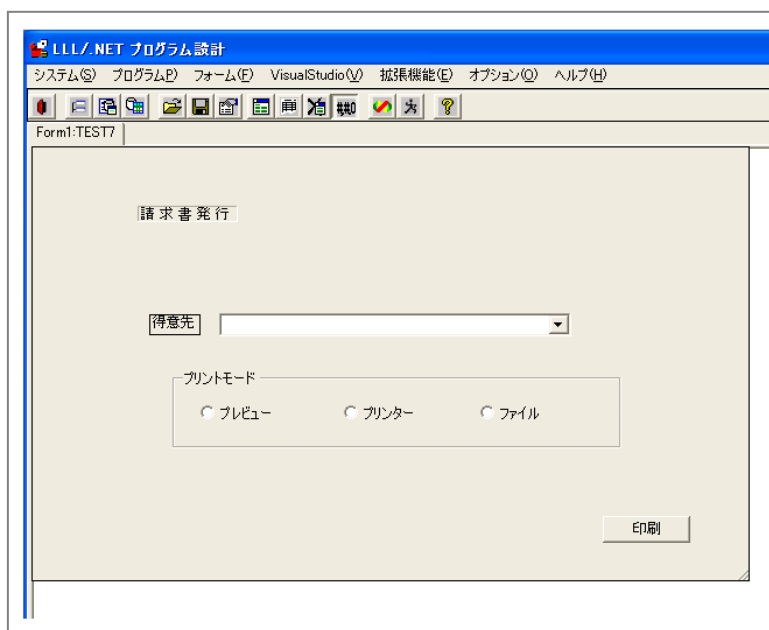 LLL/.NET プログラム設計
システム(S) プログラムP) フォーム(F) VisualStudio(V) 拡張機能(E) オプション(O) ヘルプ(H)
Form1:TEST7
請求書発行
得意先
プリントモード
プレビュー プリンター ファイル
印刷